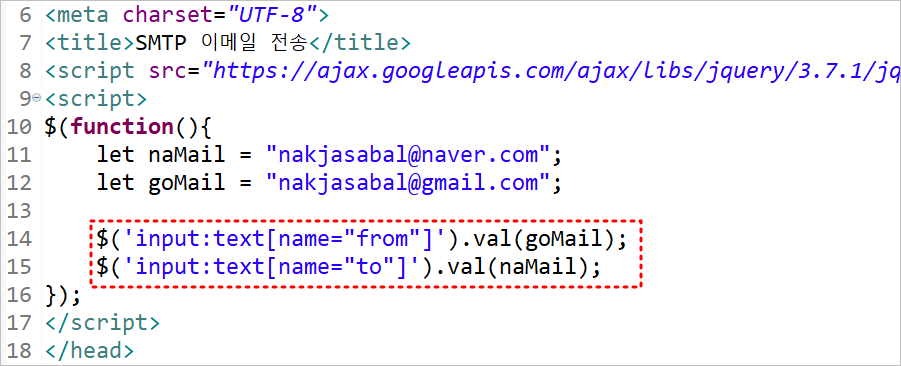 6 <meta charset="UTF-8">
7 <title>SMTP 이메일 전송</title>
8 <script src="https://ajax.googleapis.com/ajax/libs/jquery/3.7.1/jq
9 <script>
10 $(function(){
11     let naMail = "nakjasabal@naver.com";
12     let goMail = "nakjasabal@gmail.com";
13
14     $('input:text[name="from"]').val(goMail);
15     $('input:text[name="to"]').val(naMail);
16 });
17 </script>
18 </head>